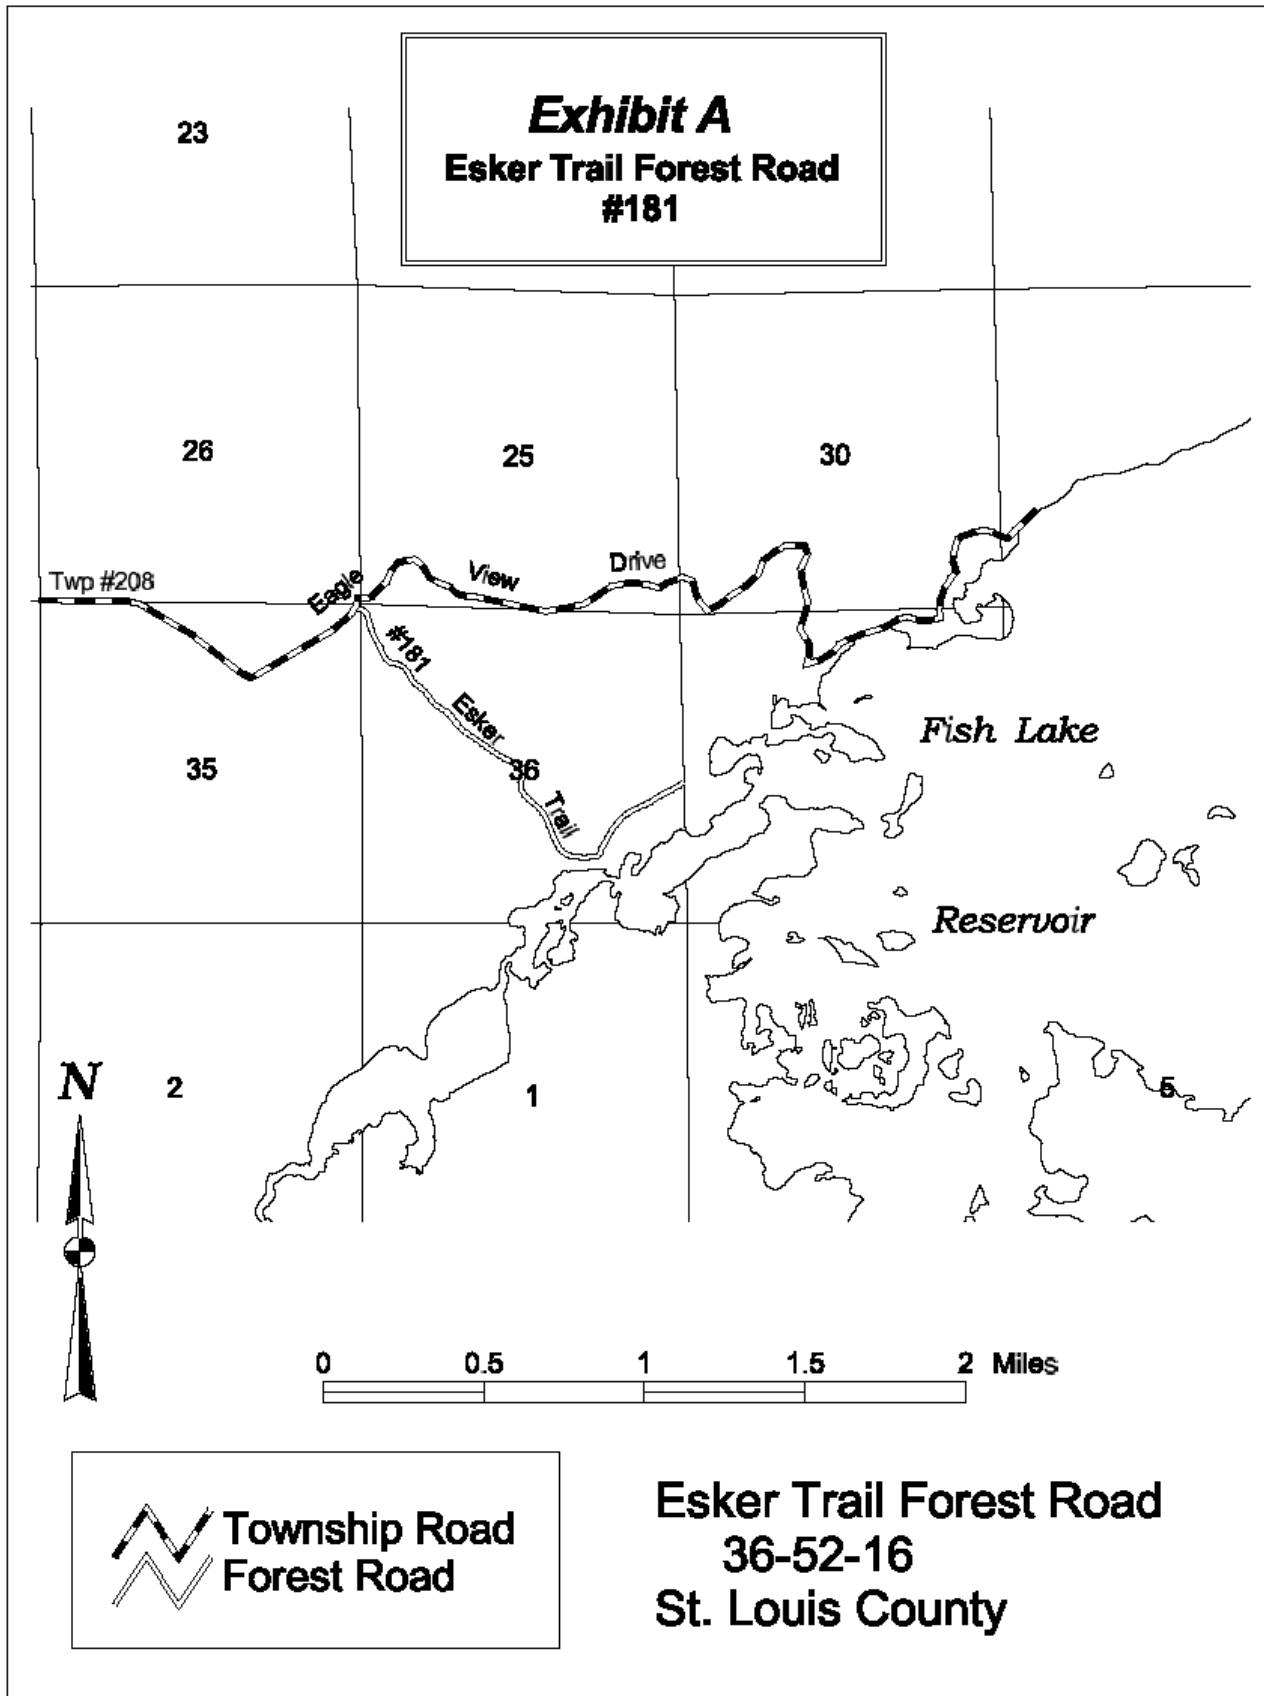 Exhibit A
Esker Trail Forest Road
#181
23
26
25
30
Twp #208
Eagle
View
Drive
#181
Esker
Trail
35
36
Fish Lake
Reservoir
N
2
1
5
0
0.5
1
1.5
2 Miles
Township Road
Forest Road
Esker Trail Forest Road
36-52-16
St. Louis County